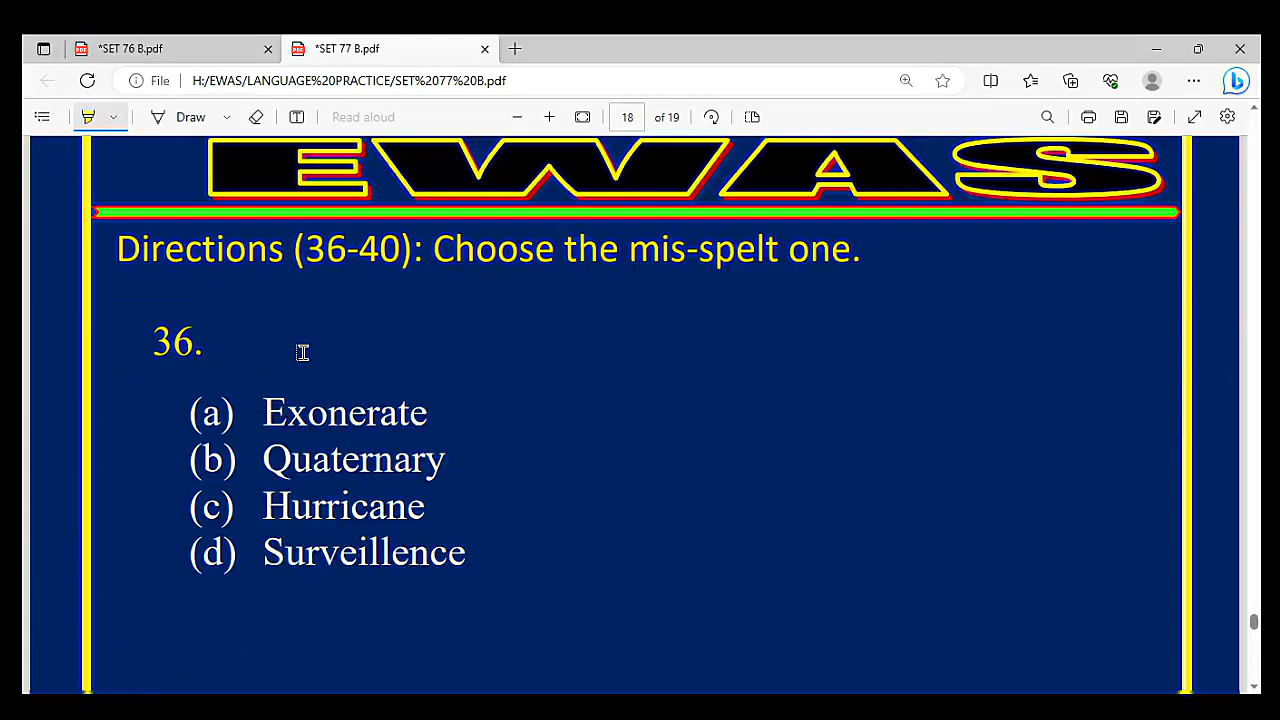 *SET 76 B.pdf
*SET 77 B.pdf
File H:/EWAS/LANGUAGE%20PRACTICE/SET%2077%20B.pdf
Draw
Read aloud
18 of 19
EWAS
Directions (36-40): Choose the mis-spelt one.
36.
(a) Exonerate
(b) Quaternary
(c) Hurricane
(d) Surveillence